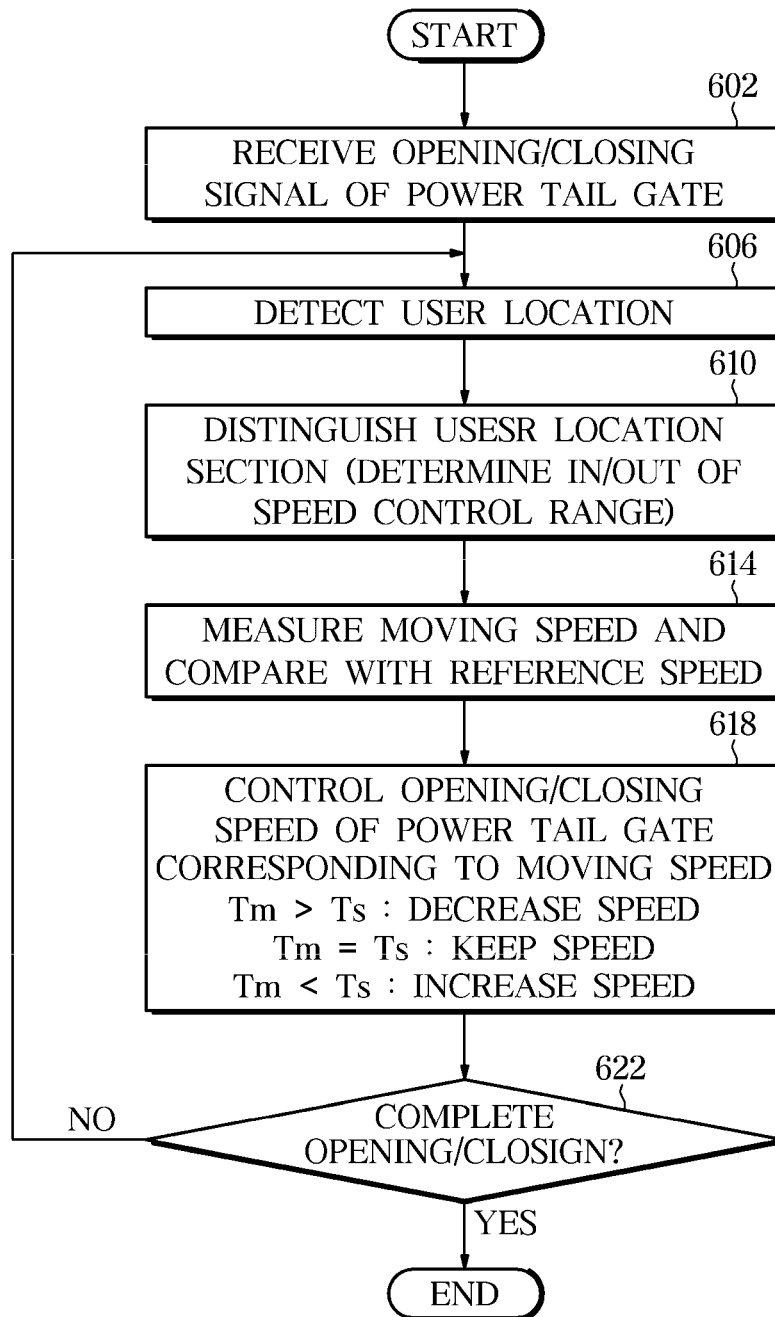 START
602
RECEIVE OPENING/CLOSING
SIGNAL OF POWER TAIL GATE
606
DETECT USER LOCATION
610
DISTINGUISH USESR LOCATION
SECTION (DETERMINE IN/OUT OF
SPEED CONTROL RANGE)
614
MEASURE MOVING SPEED AND
COMPARE WITH REFERENCE SPEED
618
CONTROL OPENING/CLOSING
SPEED OF POWER TAIL GATE
CORRESPONDING TO MOVING SPEED
Tm > Ts : DECREASE SPEED
Tm = Ts : KEEP SPEED
Tm < Ts : INCREASE SPEED
622
NO
COMPLETE
OPENING/CLOSIGN?
YES
END